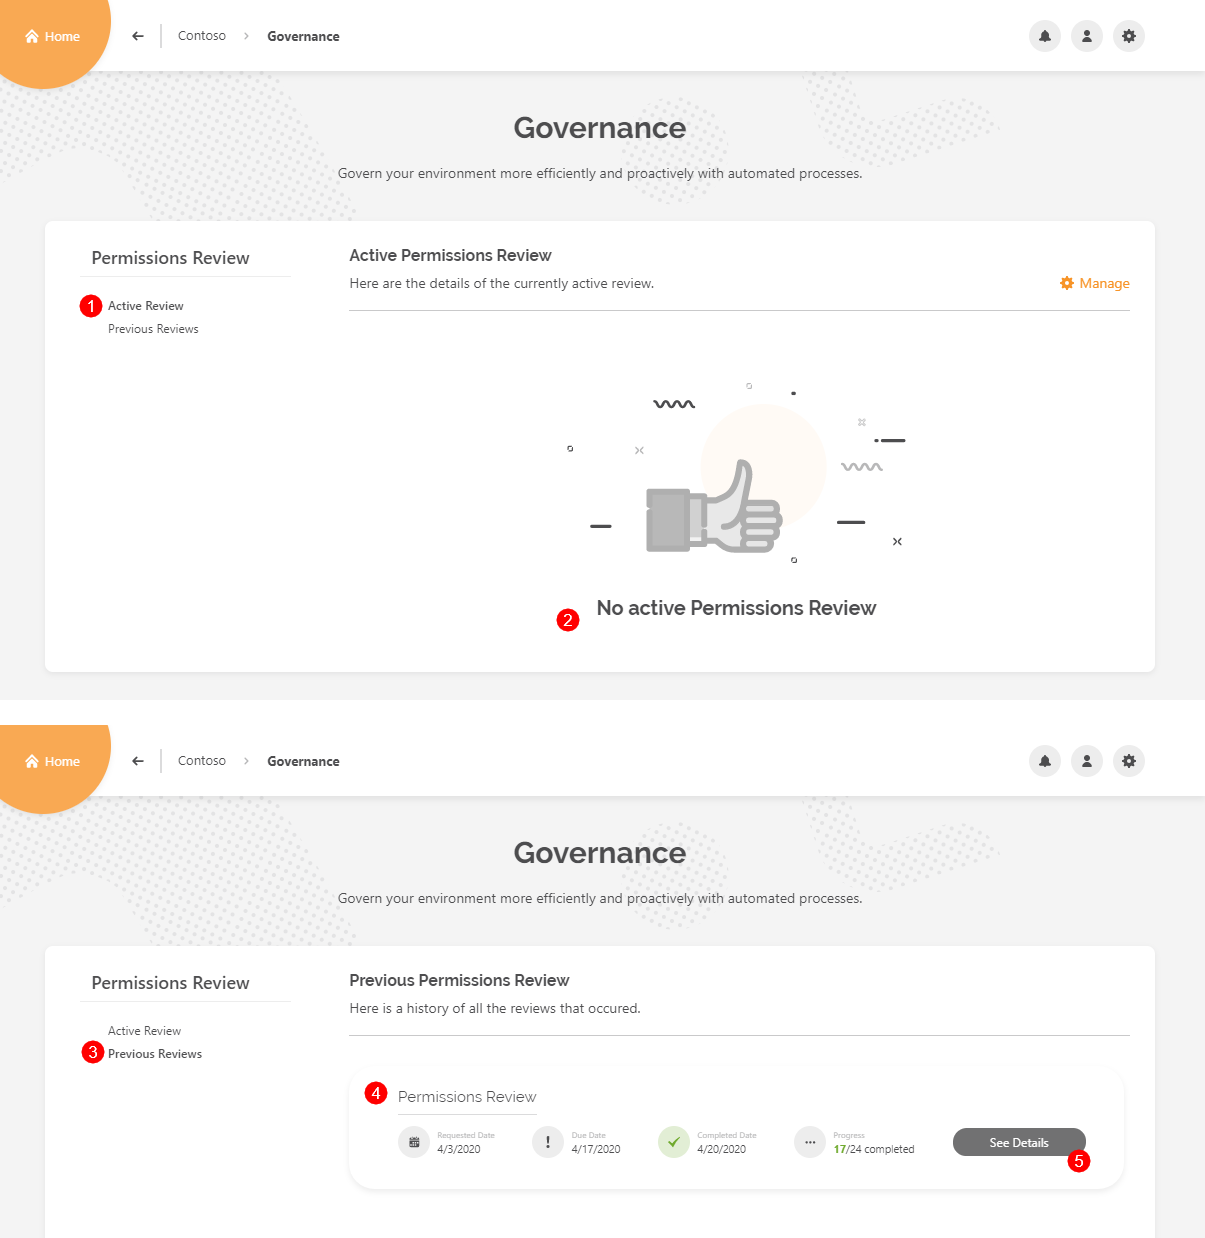 Home
Contoso
Governance
Governance
Govern your environment more efficiently and proactively with automated processes.
Permissions Review
1 Active Review
Previous Reviews
Active Permissions Review
Here are the details of the currently active review.
Manage
2 No active Permissions Review
Home
Contoso
Governance
Governance
Govern your environment more efficiently and proactively with automated processes.
Permissions Review
Active Review
3 Previous Reviews
Previous Permissions Review
Here is a history of all the reviews that occured.
4 Permissions Review
Requested Date
4/3/2020
Due Date
4/17/2020
Completed Date
4/20/2020
Progress
17/24 completed
See Details
5